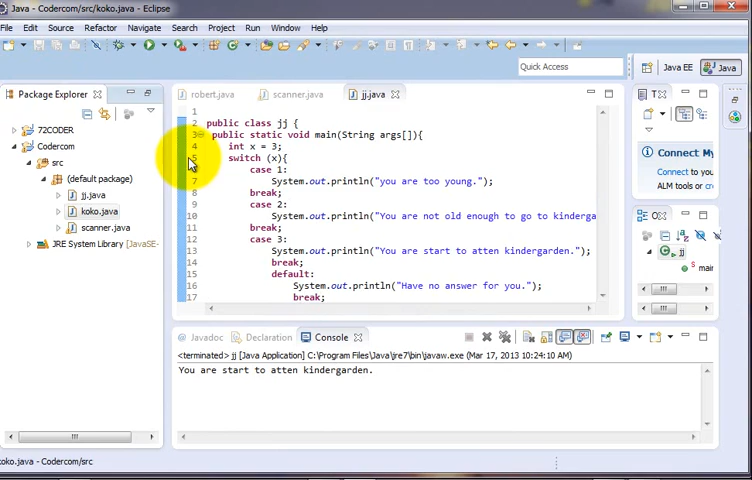 Java - Codercom/src/koko.java - Eclipse
File Edit Source Refactor Navigate Search Project Run Window Help
Quick Access
Java EE
Java
Package Explorer
72CODER
Codercom
src
(default package)
jj.java
koko.java
scanner.java
JRE System Library [JavaSE-
robert.java
scanner.java
jj.java
1
2 public class jj {
3 public static void main(String args[]){
4 int x = 3;
5 switch (x){
case 1:
7 System.out.println("you are too young.");
8 break;
9 case 2:
10 System.out.println("You are not old enough to go to kinderga
11 break;
12 case 3:
13 System.out.println("You are start to atten kindergarden.");
14 break;
15 default:
16 System.out.println("Have no answer for you.");
17 break;
T
Connect My
Connect to you
ALM tools or cre
O
jj
main
@ Javadoc
Declaration
Console
<terminated> jj [Java Application] C:\Program Files\Java\jre7\bin\javaw.exe (Mar 17, 2013 10:24:10 AM)
You are start to atten kindergarden.
koko.java - Codercom/src